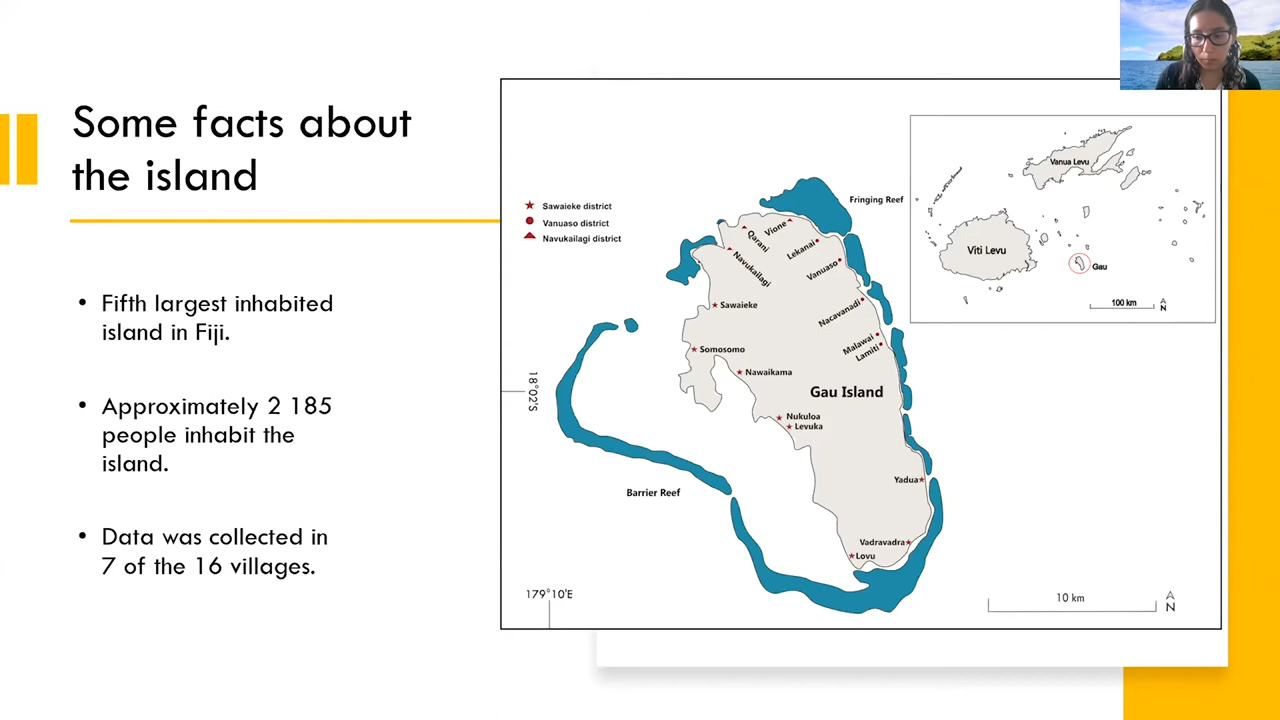 Some facts about
the island
• Fifth largest inhabited
island in Fiji.
• Approximately 2 185
people inhabit the
island.
• Data was collected in
7 of the 16 villages.
Sawaieke district
Vanuaso district
Navukailagi district
Fringing Reef
Vione
Qarani
Lekanai
Navukailagi
Vanuaso
Sawaieke
Nacavanadi
Somosomo
Malawai
Lamiti
Nawaikama
Gau Island
Nukuloa
Levuka
Yadua
Barrier Reef
Vadravadra
Lovu
18°02'S
179°10'E
10 km
A
N
Vanua Levu
Viti Levu
Gau
100 km
A
N